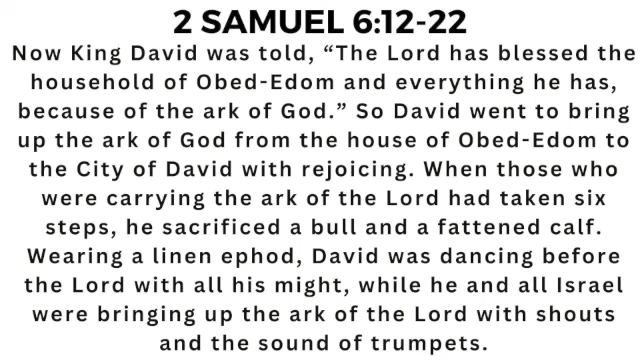 2 SAMUEL 6:12-22
Now King David was told, “The Lord has blessed the
household of Obed-Edom and everything he has,
because of the ark of God.” So David went to bring
up the ark of God from the house of Obed-Edom to
the City of David with rejoicing. When those who
were carrying the ark of the Lord had taken six
steps, he sacrificed a bull and a fattened calf.
Wearing a linen ephod, David was dancing before
the Lord with all his might, while he and all Israel
were bringing up the ark of the Lord with shouts
and the sound of trumpets.